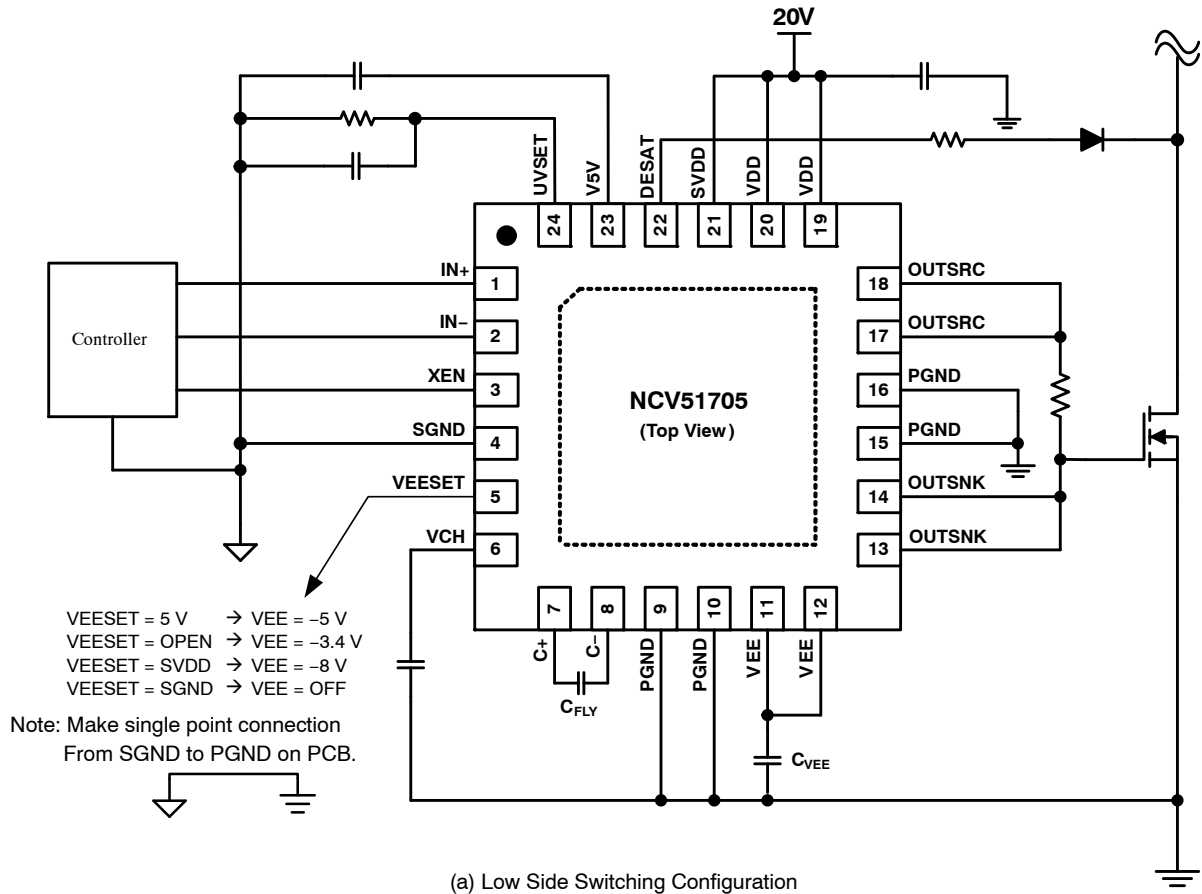 20V
UVSET
V5V
DESAT
SVDD
VDD
VDD
24
23
22
21
20
19
Controller
IN+
1
IN−
2
XEN
3
SGND
4
VEESET
5
VCH
6
NCV51705
(Top View)
18
OUTSRC
17
OUTSRC
16
PGND
15
PGND
14
OUTSNK
13
OUTSNK
7
8
9
10
11
12
C+
C−
PGND
PGND
VEE
VEE
CFLY
CVEE
VEESET = 5 V → VEE = −5 V
VEESET = OPEN → VEE = −3.4 V
VEESET = SVDD → VEE = −8 V
VEESET = SGND → VEE = OFF
Note: Make single point connection
From SGND to PGND on PCB.
(a) Low Side Switching Configuration